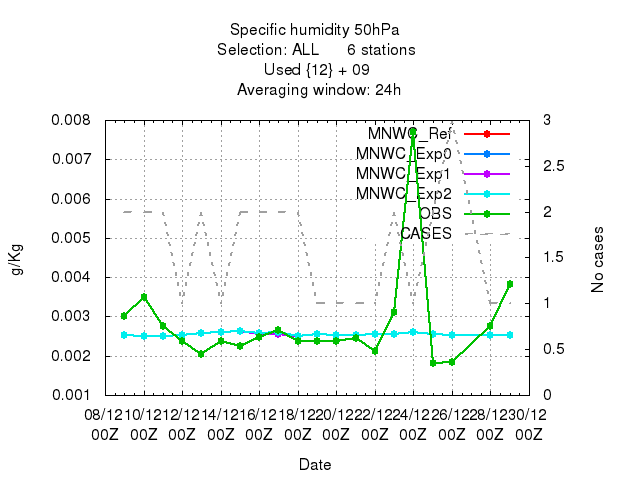 Specific humidity 50hPa
Selection: ALL 6 stations
Used {12} + 09
Averaging window: 24h
0.008
0.007
0.006
0.005
0.004
0.003
0.002
0.001
g/Kg
3
2.5
2
1.5
1
0.5
0
No cases
MNWC_Ref
MNWC_Exp0
MNWC_Exp1
MNWC_Exp2
OBS
CASES
08/12 10/12 12/12 14/12 16/12 18/12 20/12 22/12 24/12 26/12 28/12 30/12
00Z 00Z 00Z 00Z 00Z 00Z 00Z 00Z 00Z 00Z 00Z 00Z
Date